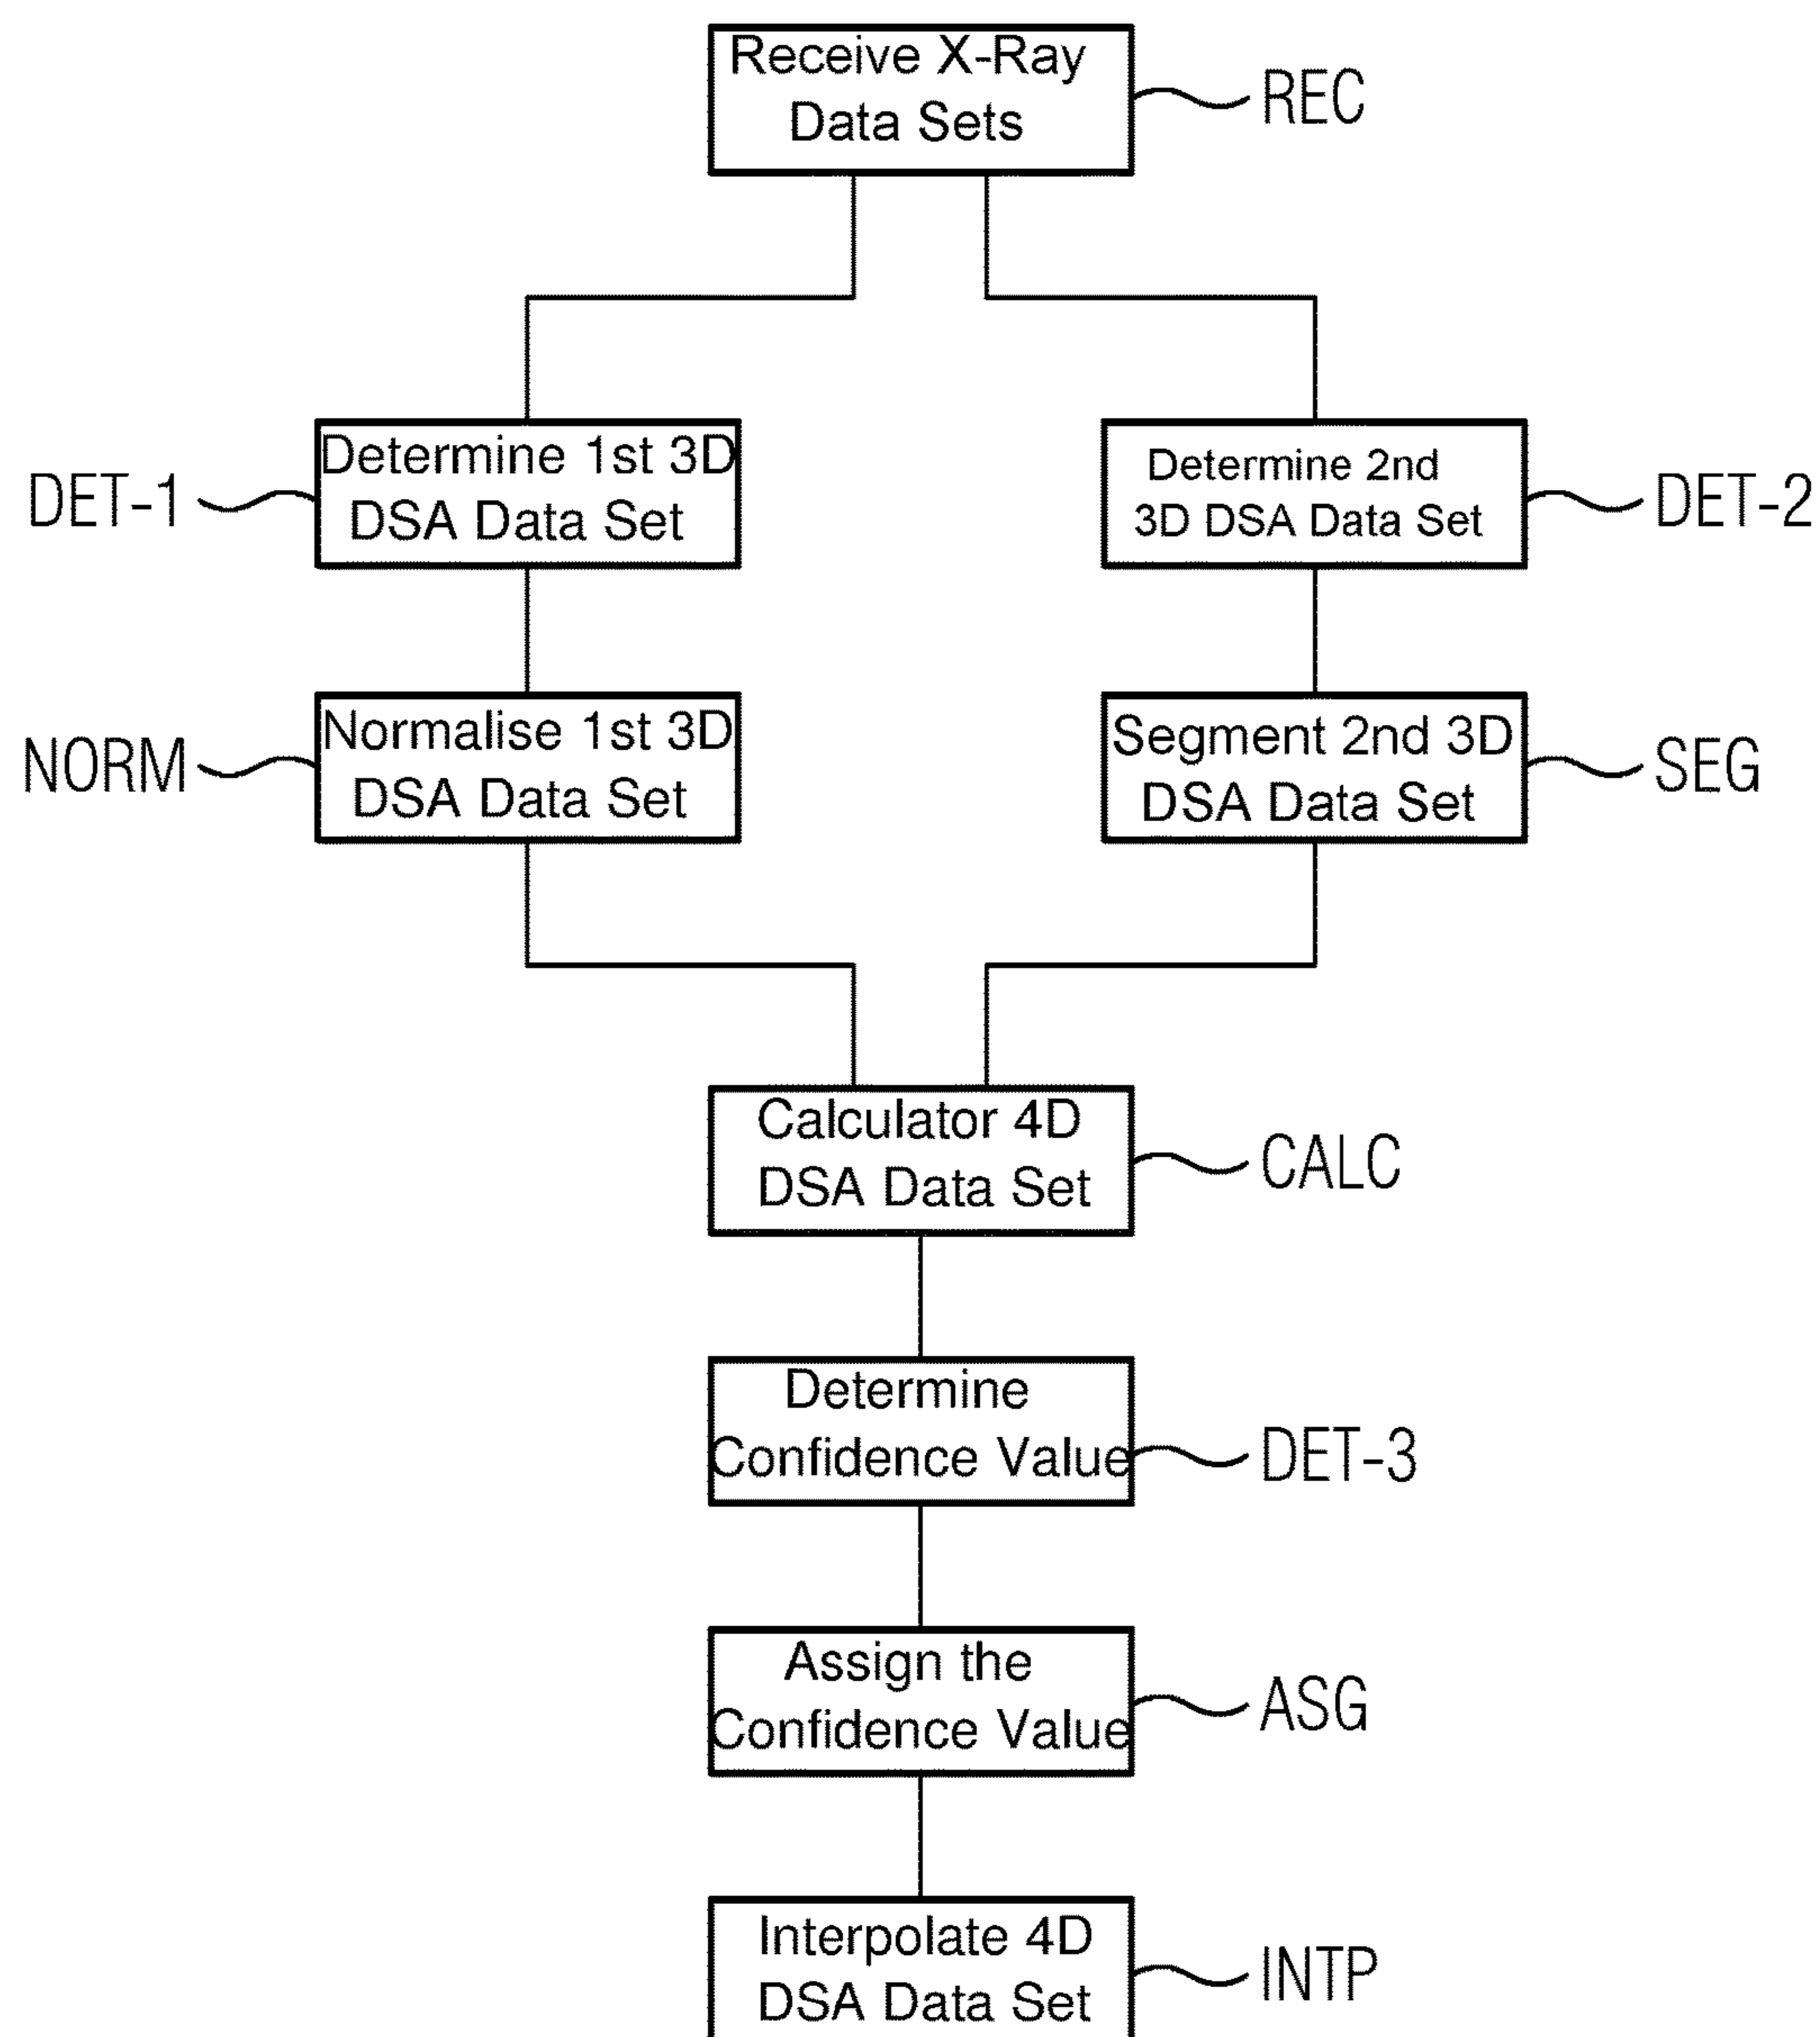 Receive X-Ray
Data Sets
REC
Determine 1st 3D
DSA Data Set
DET-1
Determine 2nd
3D DSA Data Set
DET-2
Normalise 1st 3D
DSA Data Set
NORM
Segment 2nd 3D
DSA Data Set
SEG
Calculator 4D
DSA Data Set
CALC
Determine
Confidence Value
DET-3
Assign the
Confidence Value
ASG
Interpolate 4D
DSA Data Set
INTP